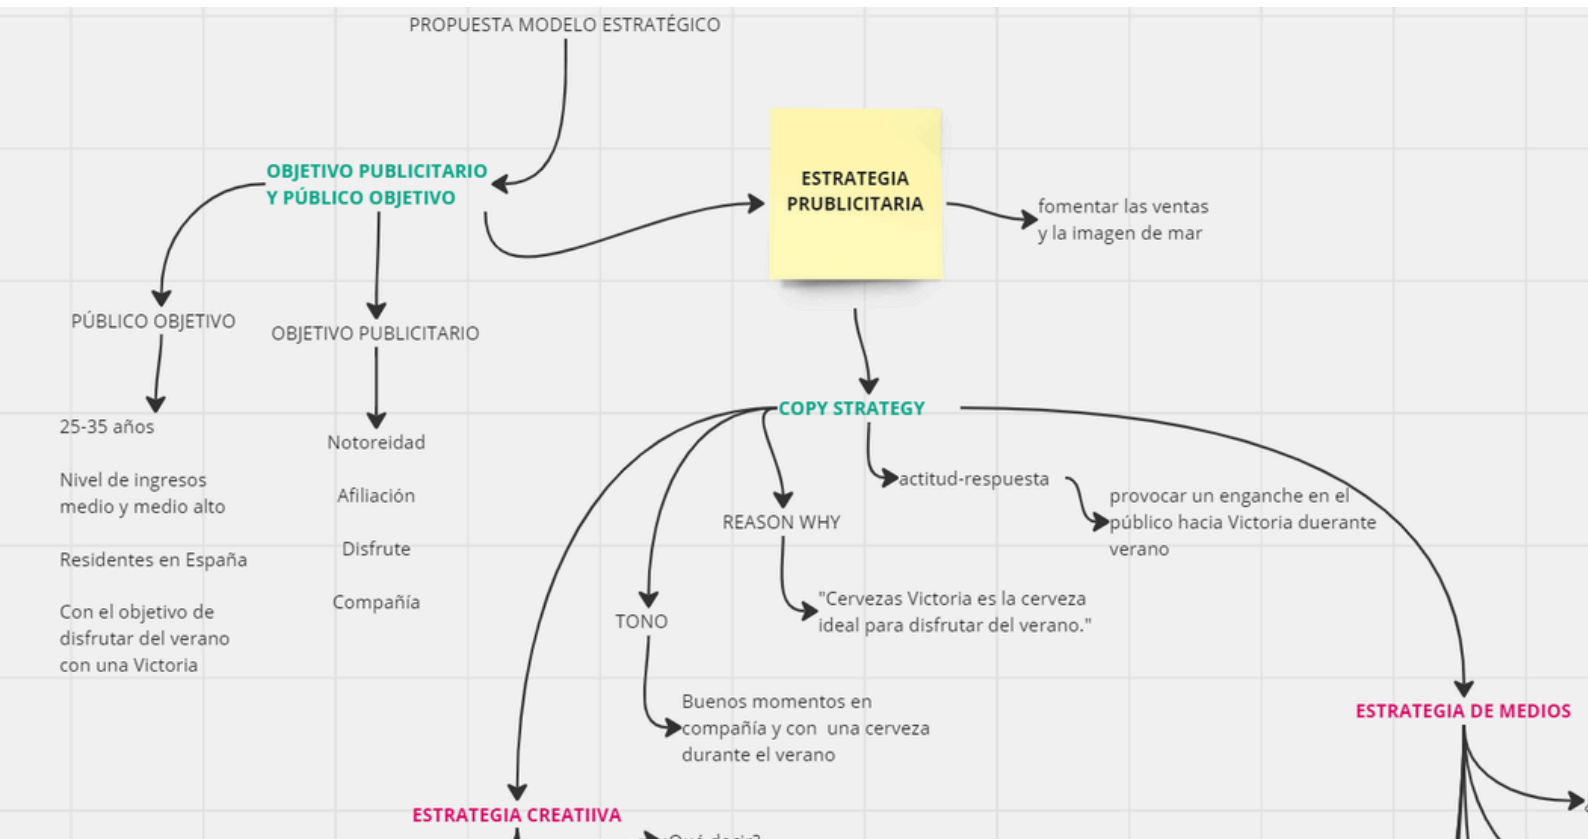 PROPUESTA MODELO ESTRATÉGICO
OBJETIVO PUBLICITARIO
Y PÚBLICO OBJETIVO
ESTRATEGIA
PRUBLICITARIA
fomentar las ventas
y la imagen de mar
PÚBLICO OBJETIVO
OBJETIVO PUBLICITARIO
25-35 años
Nivel de ingresos
medio y medio alto
Residentes en España
Con el objetivo de
disfrutar del verano
con una Victoria
Notoreidad
Afiliación
Disfrute
Compañía
COPY STRATEGY
actitud-respuesta
provocar un enganche en el
público hacia Victoria duerante
verano
REASON WHY
"Cervezas Victoria es la cerveza
ideal para disfrutar del verano."
TONO
Buenos momentos en
compañía y con una cerveza
durante el verano
ESTRATEGIA DE MEDIOS
ESTRATEGIA CREATIIVA
¿Qué decir?